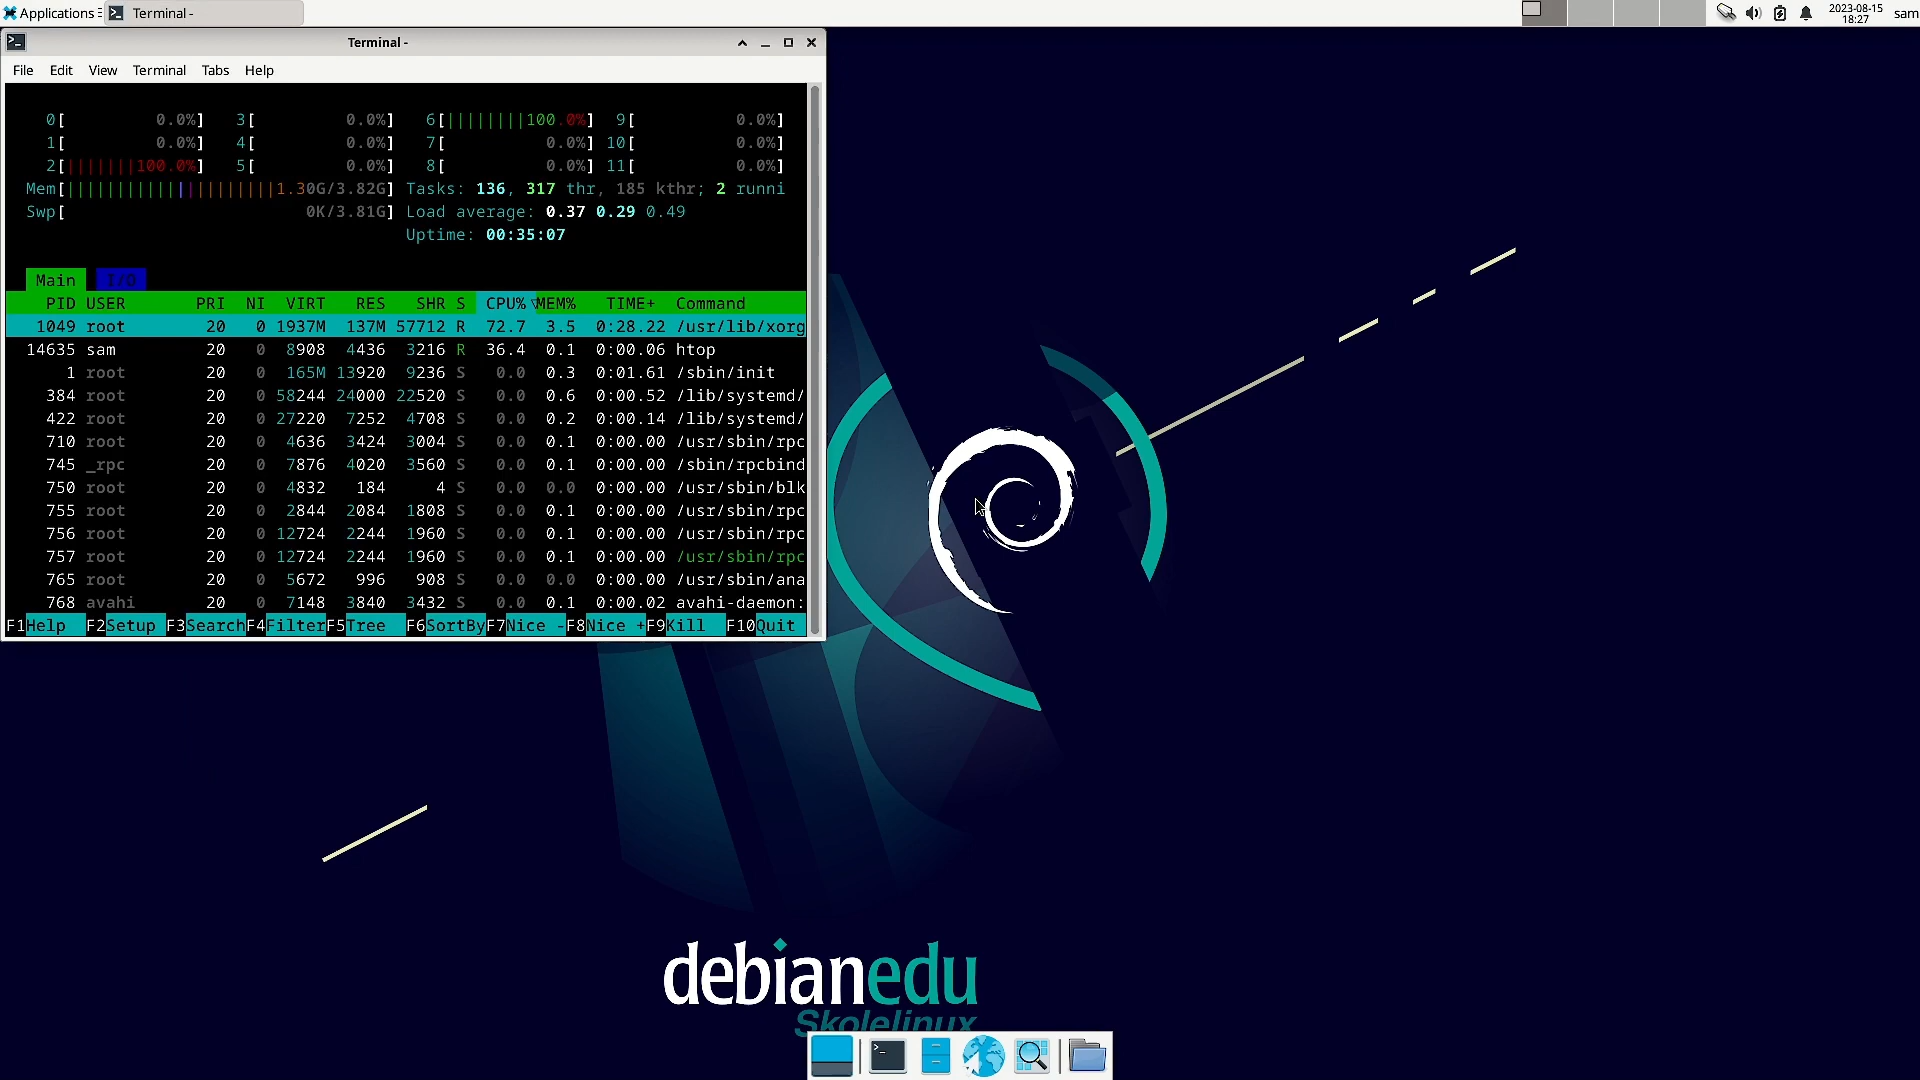 Applications
Terminal -
2023-08-15
18:27
sam
Terminal -
File Edit View Terminal Tabs Help
0[ 0.0%] 3[ 0.0%] 6[||||||||100.0%] 9[ 0.0%]
1[ 0.0%] 4[ 0.0%] 7[ 0.0%] 10[ 0.0%]
2[|||||||100.0%] 5[ 0.0%] 8[ 0.0%] 11[ 0.0%]
Mem[|||||||||||||||||||||1.30G/3.82G] Tasks: 136, 317 thr, 185 kthr; 2 runni
Swp[ 0K/3.81G] Load average: 0.37 0.29 0.49
Uptime: 00:35:07
Main I/O
PID USER PRI NI VIRT RES SHR S CPU%▽MEM% TIME+ Command
1049 root 20 0 1937M 137M 57712 R 72.7 3.5 0:28.22 /usr/lib/xorg
14635 sam 20 0 8908 4436 3216 R 36.4 0.1 0:00.06 htop
1 root 20 0 165M 13920 9236 S 0.0 0.3 0:01.61 /sbin/init
384 root 20 0 58244 24000 22520 S 0.0 0.6 0:00.52 /lib/systemd/
422 root 20 0 27220 7252 4708 S 0.0 0.2 0:00.14 /lib/systemd/
710 root 20 0 4636 3424 3004 S 0.0 0.1 0:00.00 /usr/sbin/rpc
745 _rpc 20 0 7876 4020 3560 S 0.0 0.1 0:00.00 /sbin/rpcbind
750 root 20 0 4832 184 4 S 0.0 0.0 0:00.00 /usr/sbin/blk
755 root 20 0 2844 2084 1808 S 0.0 0.1 0:00.00 /usr/sbin/rpc
756 root 20 0 12724 2244 1960 S 0.0 0.1 0:00.00 /usr/sbin/rpc
757 root 20 0 12724 2244 1960 S 0.0 0.1 0:00.00 /usr/sbin/rpc
765 root 20 0 5672 996 908 S 0.0 0.0 0:00.00 /usr/sbin/ana
768 avahi 20 0 7148 3840 3432 S 0.0 0.1 0:00.02 avahi-daemon:
F1Help F2Setup F3SearchF4FilterF5Tree F6SortByF7Nice -F8Nice +F9Kill F10Quit
debianedu
Skolelinux